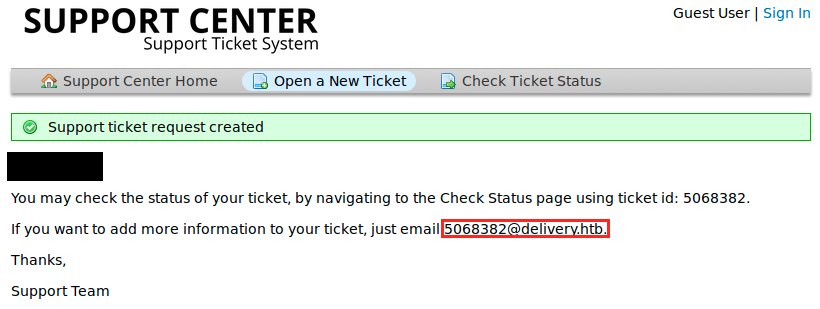 SUPPORT CENTER
Support Ticket System
Guest User | Sign In
Support Center Home Open a New Ticket Check Ticket Status
Support ticket request created
You may check the status of your ticket, by navigating to the Check Status page using ticket id: 5068382.
If you want to add more information to your ticket, just email 5068382@delivery.htb.
Thanks,
Support Team